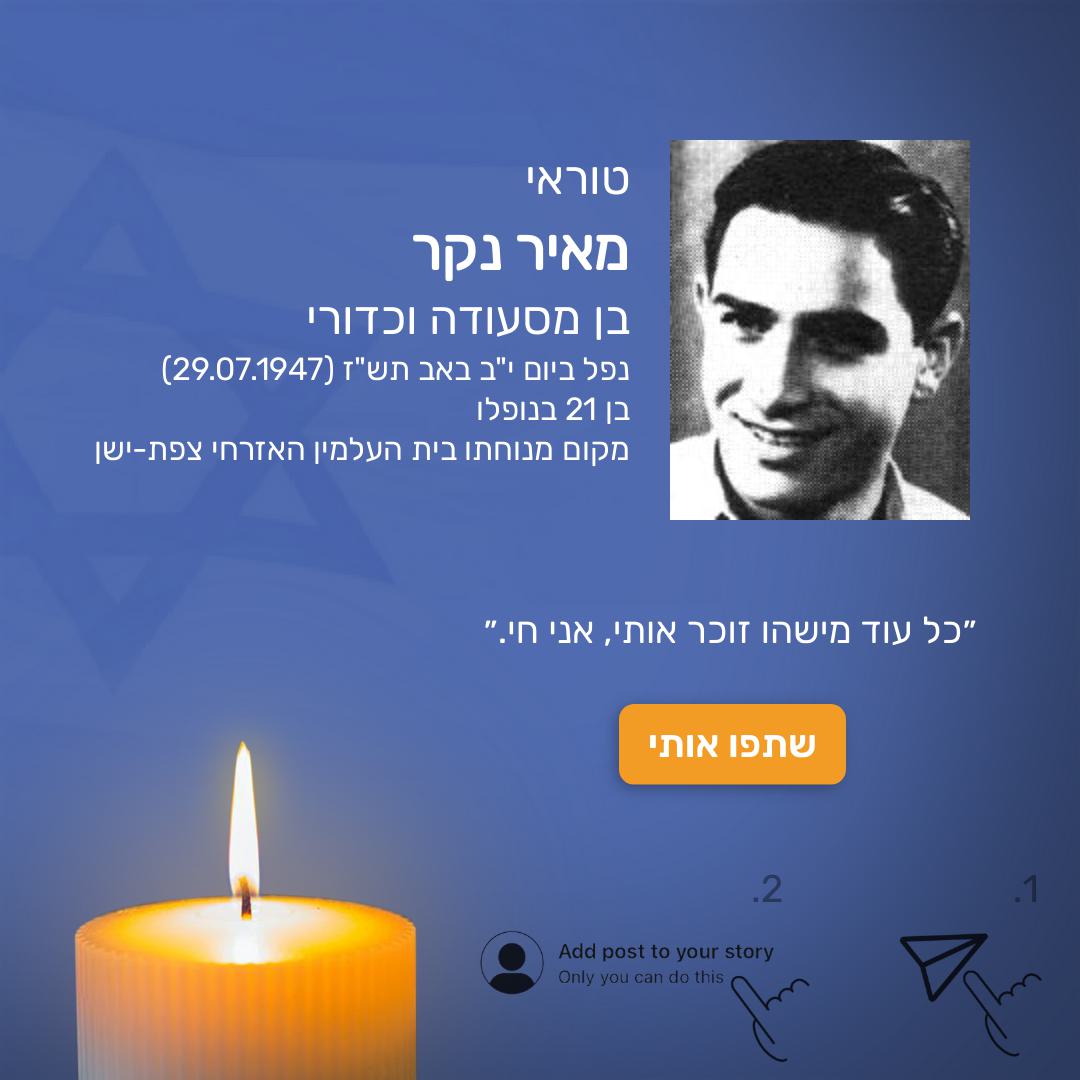 טוראי
מאיר נקר
בן מסעודה וכדורי
נפל ביום י"ב באב תש"ז (29.07.1947)
בן 21 בנופלו
מקום מנוחתו בית העלמין האזרחי צפת-ישן
״כל עוד מישהו זוכר אותי, אני חי.״
שתפו אותי
1.
2.
Add post to your story
Only you can do this